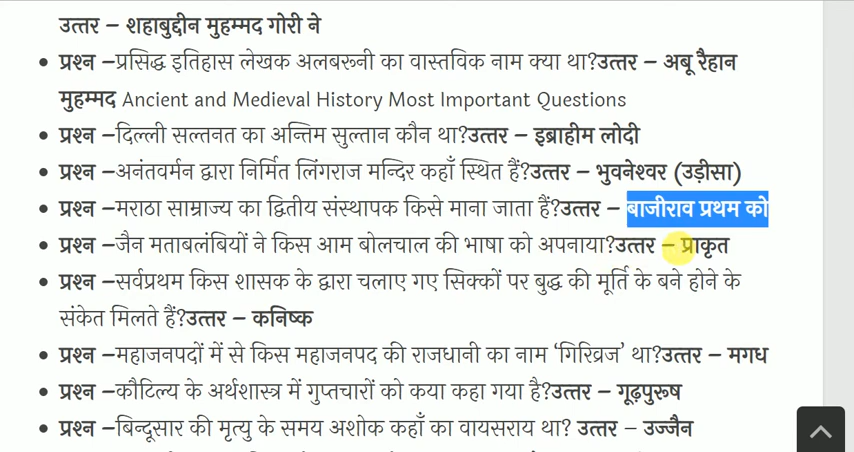 उत्तर – शहाबुद्दीन मुहम्मद गोरी ने
प्रश्न –प्रसिद्ध इतिहास लेखक अलबरूनी का वास्तविक नाम क्या था?उत्तर – अबू रैहान
मुहम्मद Ancient and Medieval History Most Important Questions
प्रश्न –दिल्ली सल्तनत का अन्तिम सुल्तान कौन था?उत्तर – इब्राहीम लोदी
प्रश्न –अनंतवर्मन द्वारा निर्मित लिंगराज मन्दिर कहाँ स्थित हैं?उत्तर – भुवनेश्वर (उड़ीसा)
प्रश्न –मराठा साम्राज्य का द्वितीय संस्थापक किसे माना जाता हैं?उत्तर – बाजीराव प्रथम को
प्रश्न –जैन मताबलंबियों ने किस आम बोलचाल की भाषा को अपनाया?उत्तर – प्राकृत
प्रश्न –सर्वप्रथम किस शासक के द्वारा चलाए गए सिक्कों पर बुद्ध की मूर्ति के बने होने के
संकेत मिलते हैं?उत्तर – कनिष्क
प्रश्न –महाजनपदों में से किस महाजनपद की राजधानी का नाम ‘गिरिव्रज’ था?उत्तर – मगध
प्रश्न –कौटिल्य के अर्थशास्त्र में गुप्तचारों को कया कहा गया है?उत्तर – गूढ़पुरूष
प्रश्न –बिन्दूसार की मृत्यु के समय अशोक कहाँ का वायसराय था? उत्तर – उज्जैन